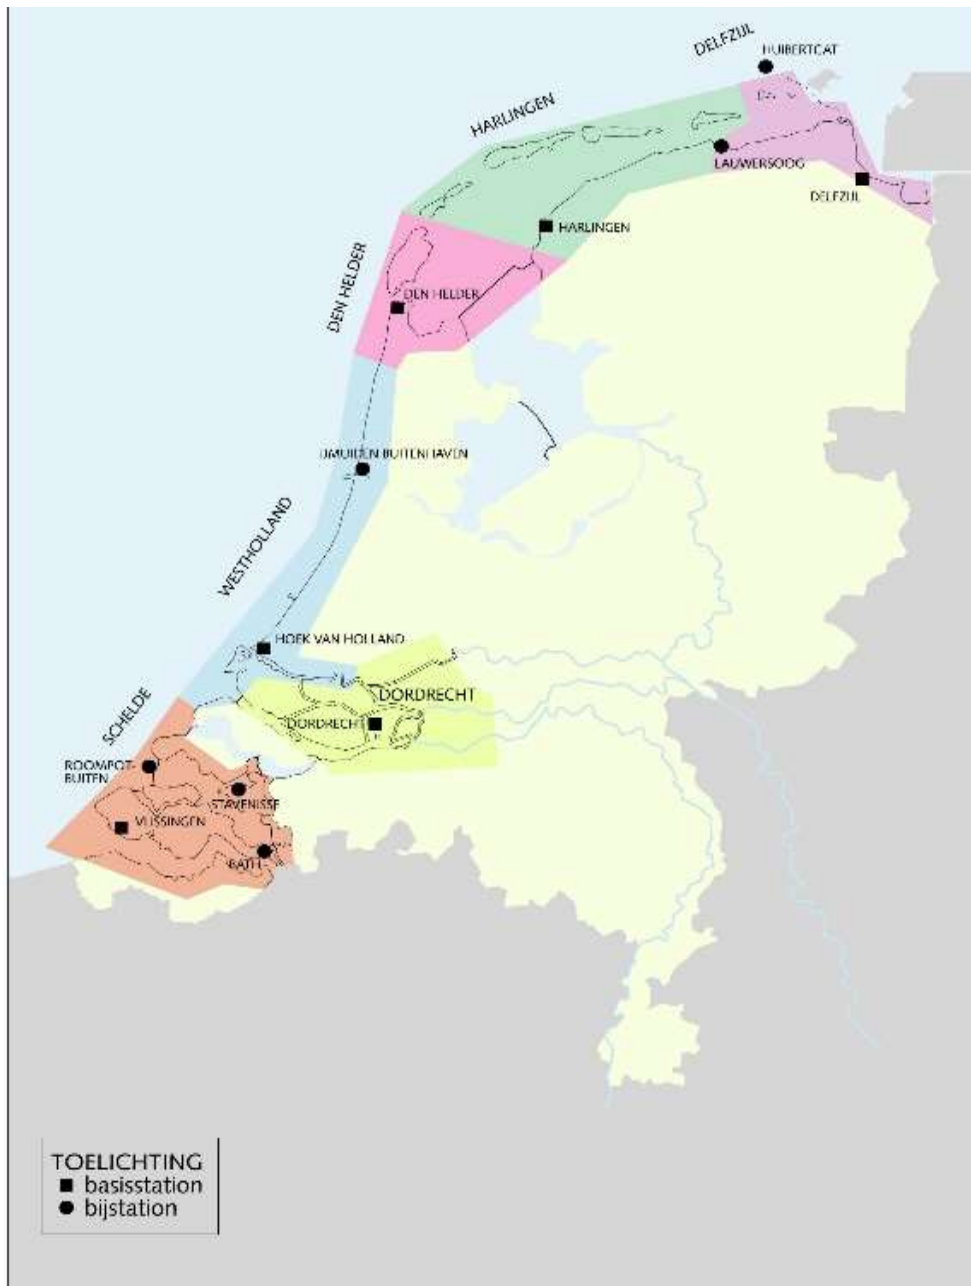 DELFZIJL
HUIBERTGAT
HARLINGEN
LAUWERSOOG
DELFZIJL
HARLINGEN
DEN HELDER
DEN HELDER
IJMUIDEN BUITENHAVEN
WESTHOLLAND
HOEK VAN HOLLAND
SCHELDE
DORDRECHT
DORDRECHT
ROOMPOT-
BUITEN
STAVENISSE
VLISSINGEN
BATH
TOELICHTING
basisstation
bijstation